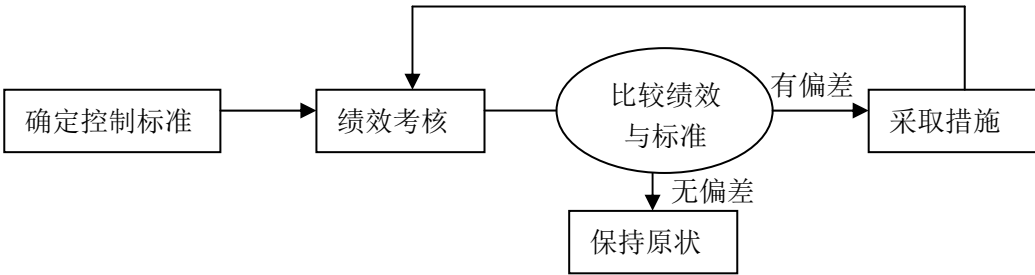 确定控制标准
绩效考核
比较绩效
与标准
有偏差
采取措施
无偏差
保持原状